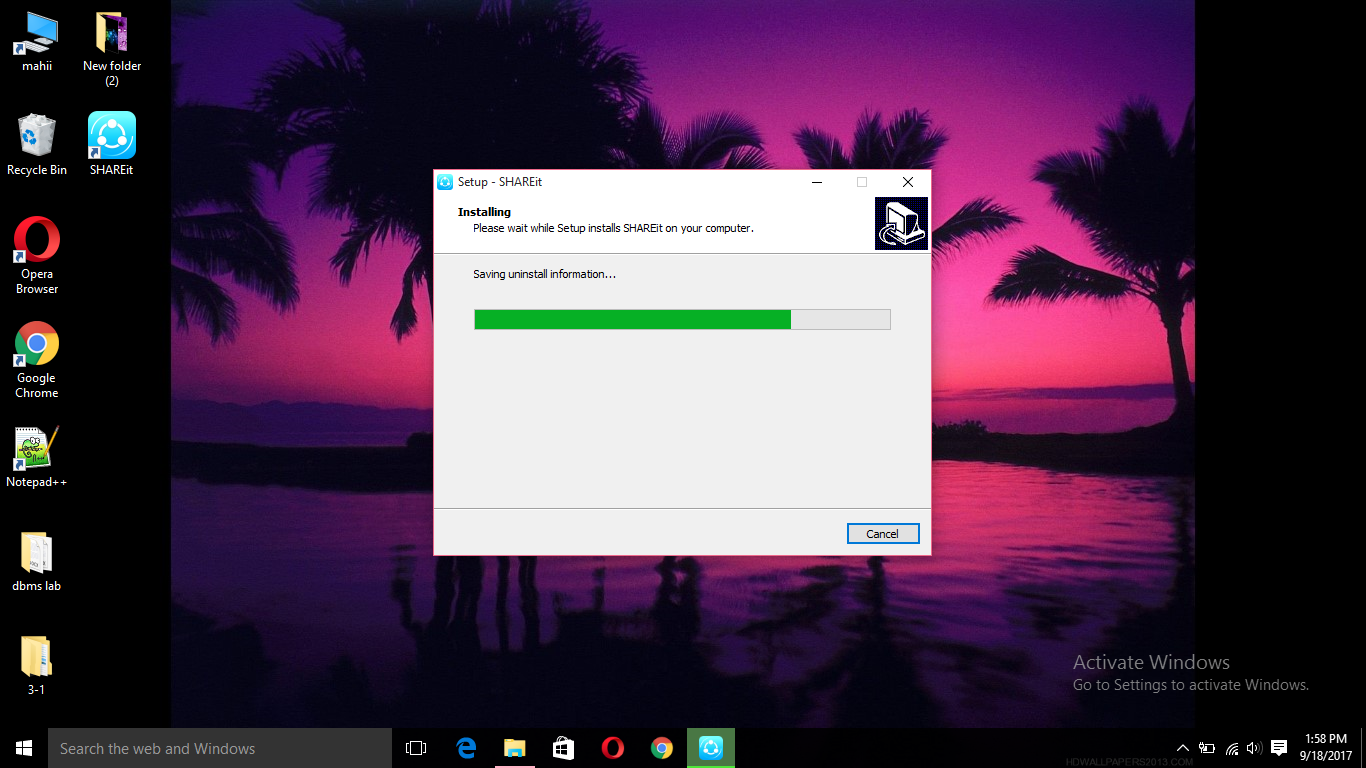 mahii
New folder
(2)
Recycle Bin
SHAREit
Opera
Browser
Google
Chrome
Notepad++
dbms lab
3-1
Setup - SHAREit
Installing
Please wait while Setup installs SHAREit on your computer.
Saving uninstall information...
Cancel
Activate Windows
Go to Settings to activate Windows.
HDWALLPAPERS2013.COM
Search the web and Windows
1:58 PM
9/18/2017